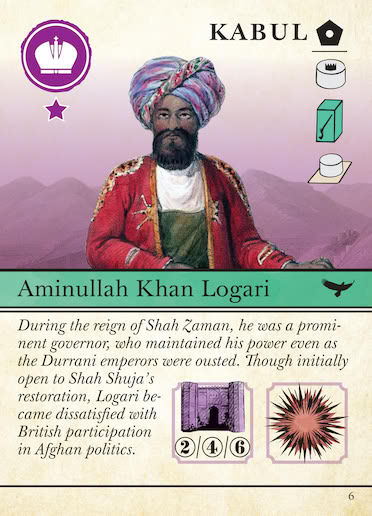 KABUL
Aminullah Khan Logari
During the reign of Shah Zaman, he was a promi-
nent governor, who maintained his power even as
the Durrani emperors were ousted. Though initially
open to Shah Shuja's
restoration, Logari be-
came dissatisfied with
British participation
in Afghan politics.
2/4/6
6